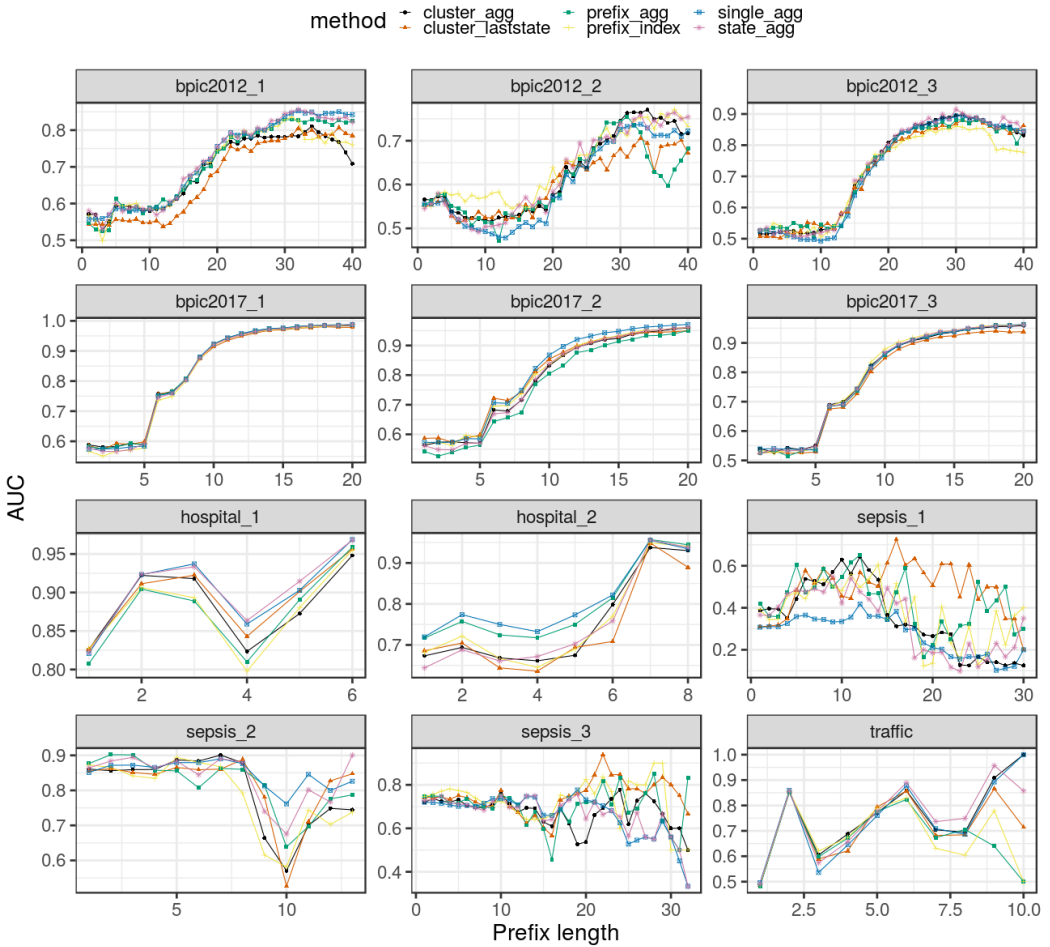 method cluster_agg prefix_agg single_agg
cluster_laststate prefix_index state_agg
bpic2012_1 bpic2012_2 bpic2012_3
0.8
0.7
0.6
0.5
0 10 20 30 40
0.7
0.6
0.5
0 10 20 30 40
0.9
0.8
0.7
0.6
0.5
0 10 20 30 40
bpic2017_1 bpic2017_2 bpic2017_3
1.0
0.9
0.8
0.7
0.6
5 10 15 20
0.9
0.8
0.7
0.6
5 10 15 20
0.9
0.8
0.7
0.6
0.5
5 10 15 20
AUC
hospital_1 hospital_2 sepsis_1
0.95
0.90
0.85
0.80
2 4 6
0.9
0.8
0.7
2 4 6 8
0.6
0.4
0.2
0 10 20 30
sepsis_2 sepsis_3 traffic
0.9
0.8
0.7
0.6
5 10
0.8
0.6
0.4
0 10 20 30
1.0
0.9
0.8
0.7
0.6
0.5
2.5 5.0 7.5 10.0
Prefix length